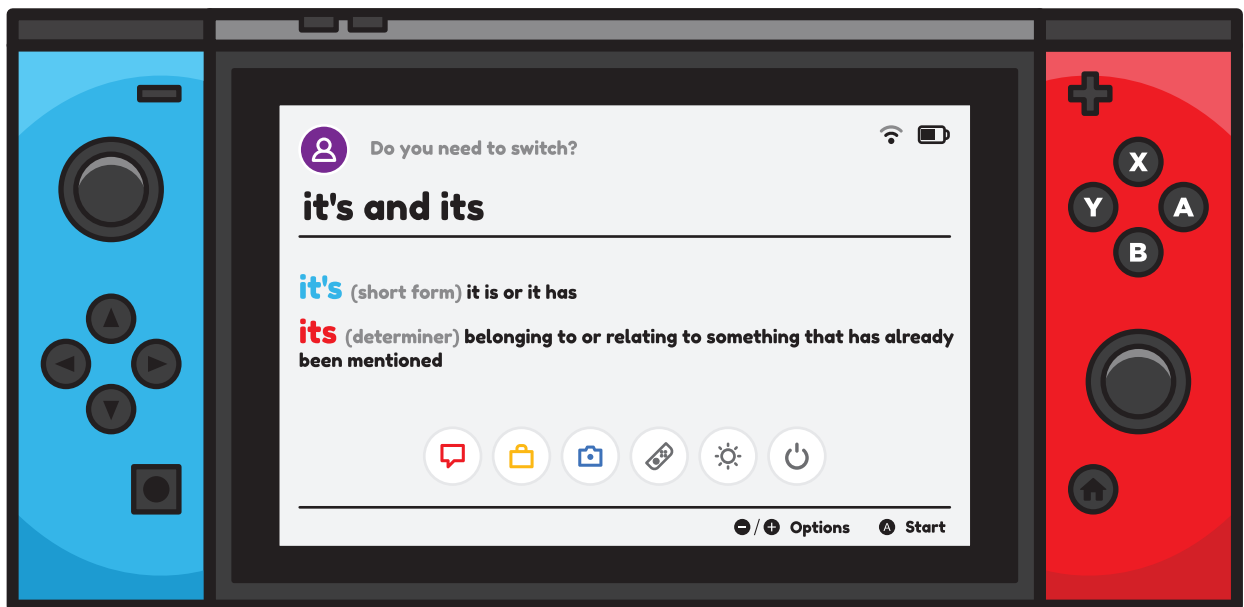 Do you need to switch?
it's and its
it's (short form) it is or it has
its (determiner) belonging to or relating to something that has already
been mentioned
X
Y A
B
/ Options A Start